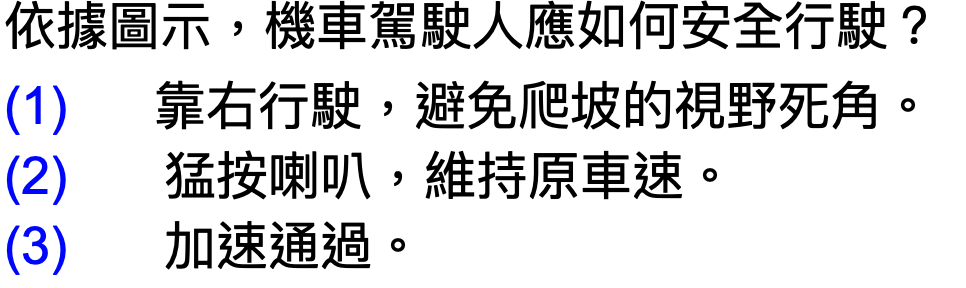 依據圖示，機車駕駛人應如何安全行駛？
(1) 靠右行駛，避免爬坡的視野死角。
(2) 猛按喇叭，維持原車速。
(3) 加速通過。